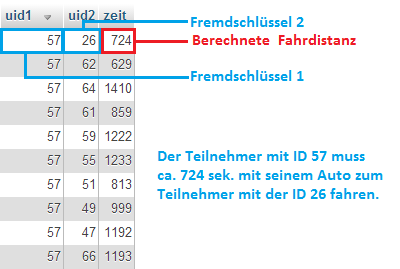 uid1 uid2 zeit
Fremdschlüssel 2
57 26 724 Berechnete Fahrdistanz
57 62 629
Fremdschlüssel 1
57 64 1410
57 61 859
57 59 1222
57 55 1233
57 51 813
57 49 999
57 47 1192
57 66 1193
Der Teilnehmer mit ID 57 muss
ca. 724 sek. mit seinem Auto zum
Teilnehmer mit der ID 26 fahren.